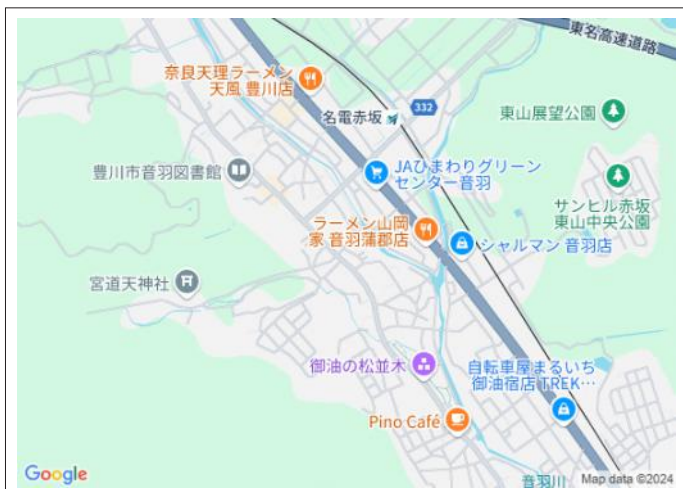 東名高速道路
奈良天理ラーメン
天風 豊川店
名電赤坂
332
東山展望公園
豊川市音羽図書館
JAひまわりグリーン
センター音羽
サンヒル赤坂
東山中央公園
ラーメン山岡
家 音羽蒲郡店
シャルマン 音羽店
宮道天神社
御油の松並木
自転車屋まるいち
御油宿店 TREK…
Pino Café
音羽川
Google
Map data ©2024